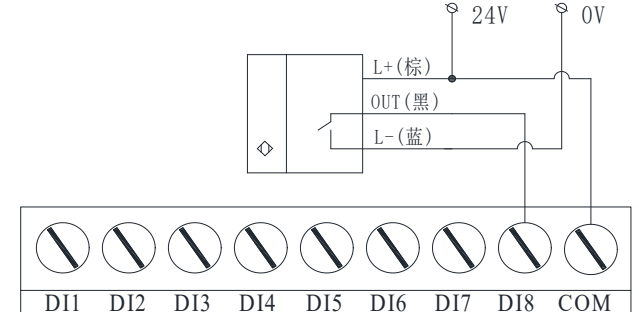 24V 0V
L+(棕)
OUT(黑)
L-(蓝)
DI1 DI2 DI3 DI4 DI5 DI6 DI7 DI8 COM